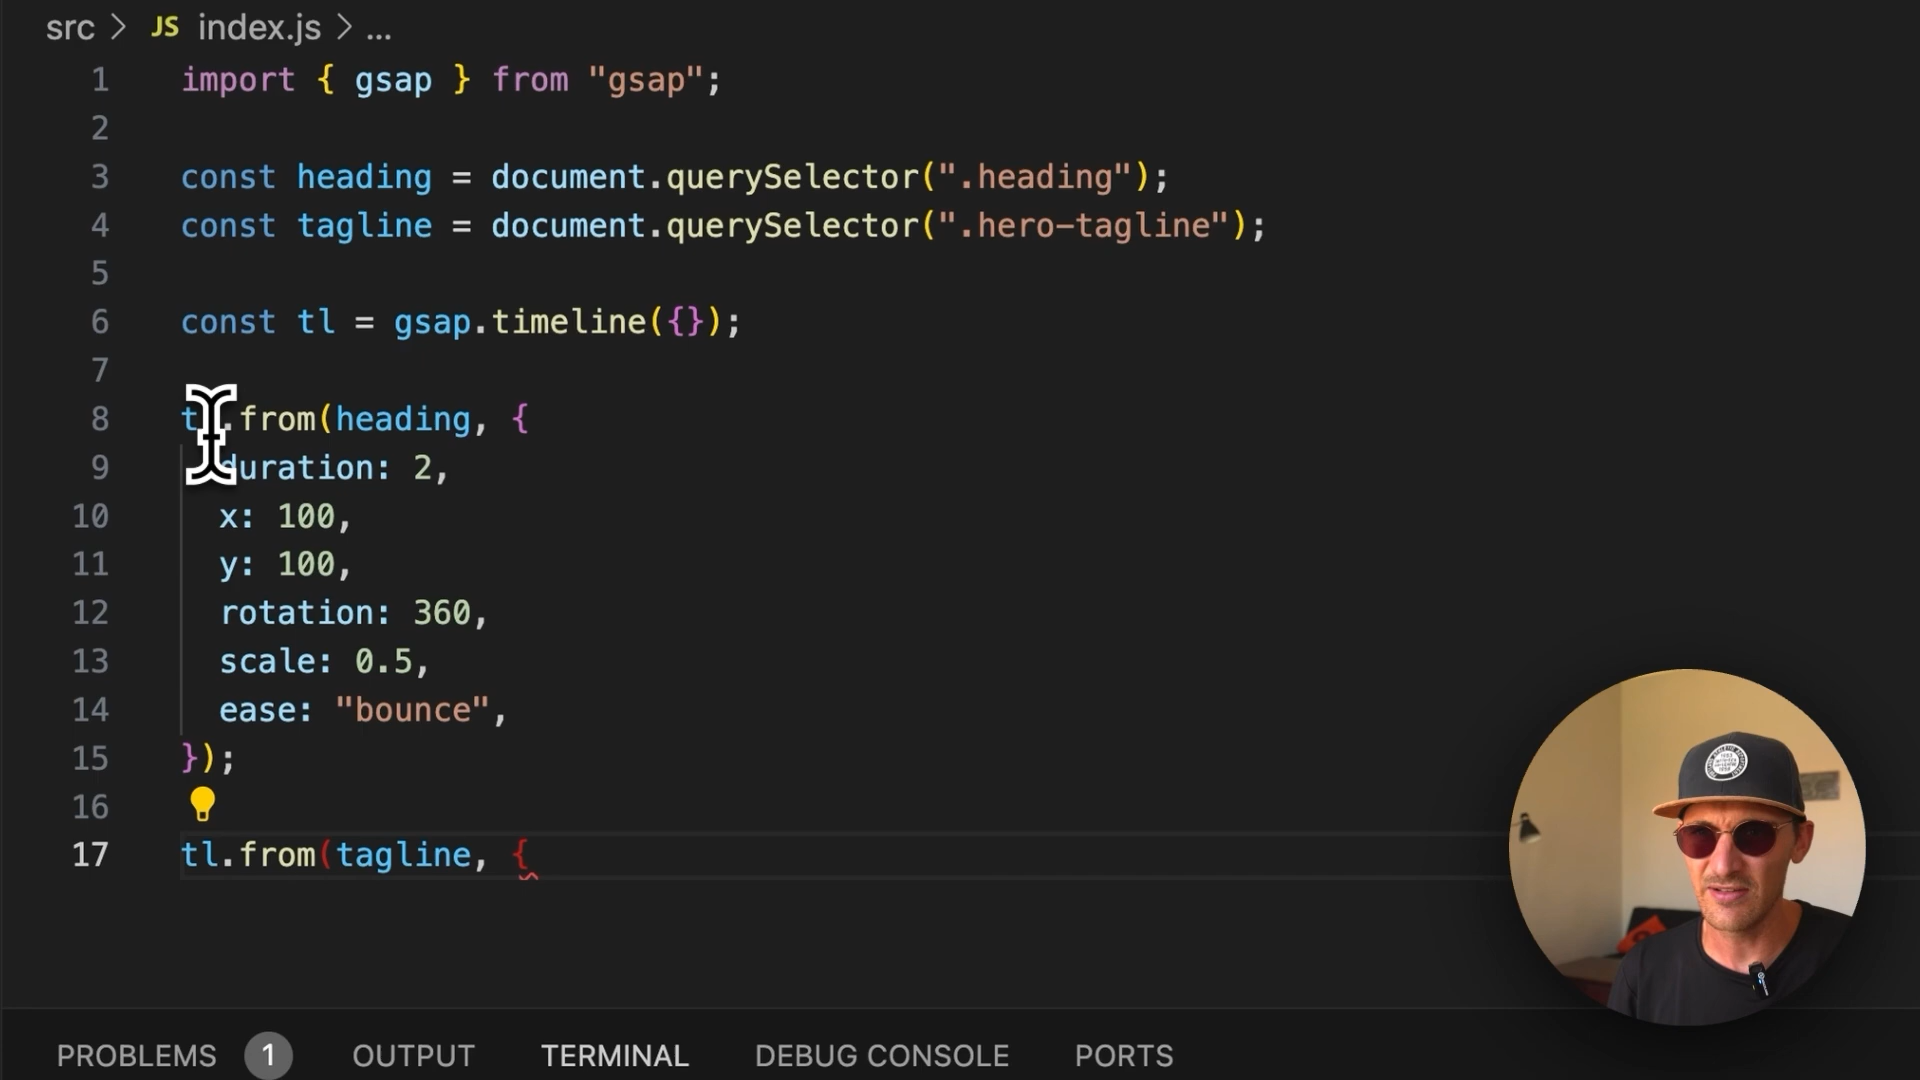 src > JS index.js > ...
1 import { gsap } from "gsap";
2
3 const heading = document.querySelector(".heading");
4 const tagline = document.querySelector(".hero-tagline");
5
6 const tl = gsap.timeline({});
7
8 tl.from(heading, {
9 duration: 2,
10 x: 100,
11 y: 100,
12 rotation: 360,
13 scale: 0.5,
14 ease: "bounce",
15 });
16
17 tl.from(tagline, {
PROBLEMS 1 OUTPUT TERMINAL DEBUG CONSOLE PORTS